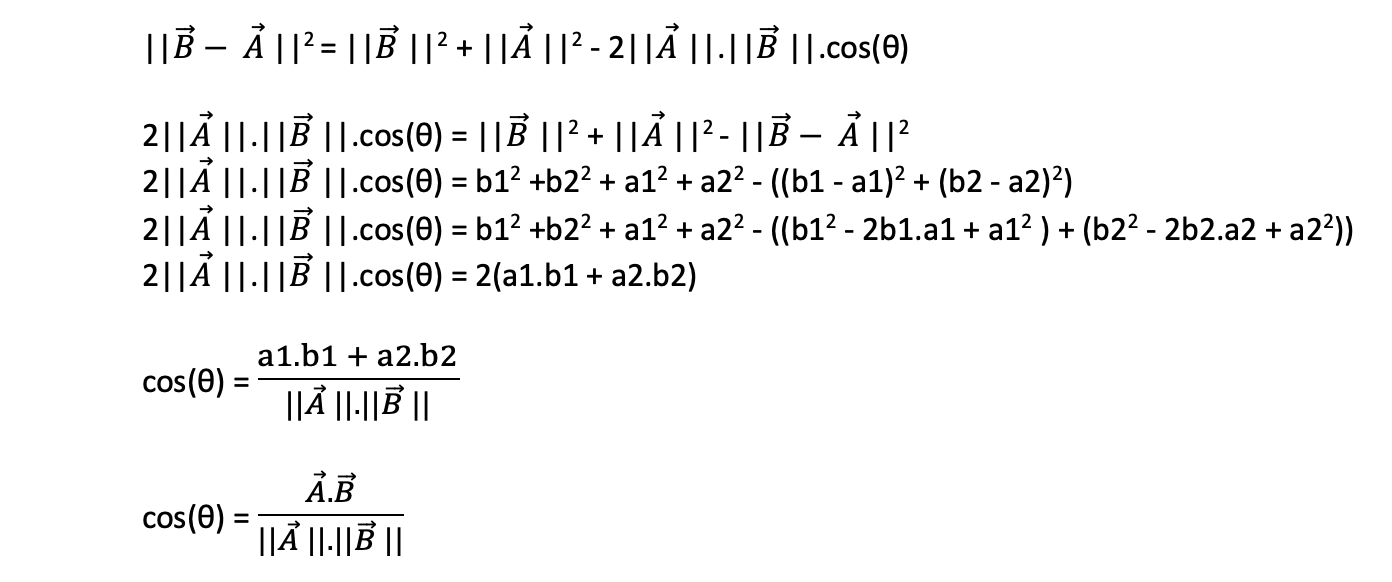 ||B⃗ − A⃗ ||² = ||B⃗ ||² + ||A⃗ ||² - 2||A⃗ ||.||B⃗ ||.cos(θ)
2||A⃗ ||.||B⃗ ||.cos(θ) = ||B⃗ ||² + ||A⃗ ||² - ||B⃗ − A⃗ ||²
2||A⃗ ||.||B⃗ ||.cos(θ) = b1² +b2² + a1² + a2² - ((b1 - a1)² + (b2 - a2)²)
2||A⃗ ||.||B⃗ ||.cos(θ) = b1² +b2² + a1² + a2² - ((b1² - 2b1.a1 + a1² ) + (b2² - 2b2.a2 + a2²))
2||A⃗ ||.||B⃗ ||.cos(θ) = 2(a1.b1 + a2.b2)
a1.b1 + a2.b2
cos(θ) =
||A⃗ ||.||B⃗ ||
A⃗.B⃗
cos(θ) =
||A⃗ ||.||B⃗ ||